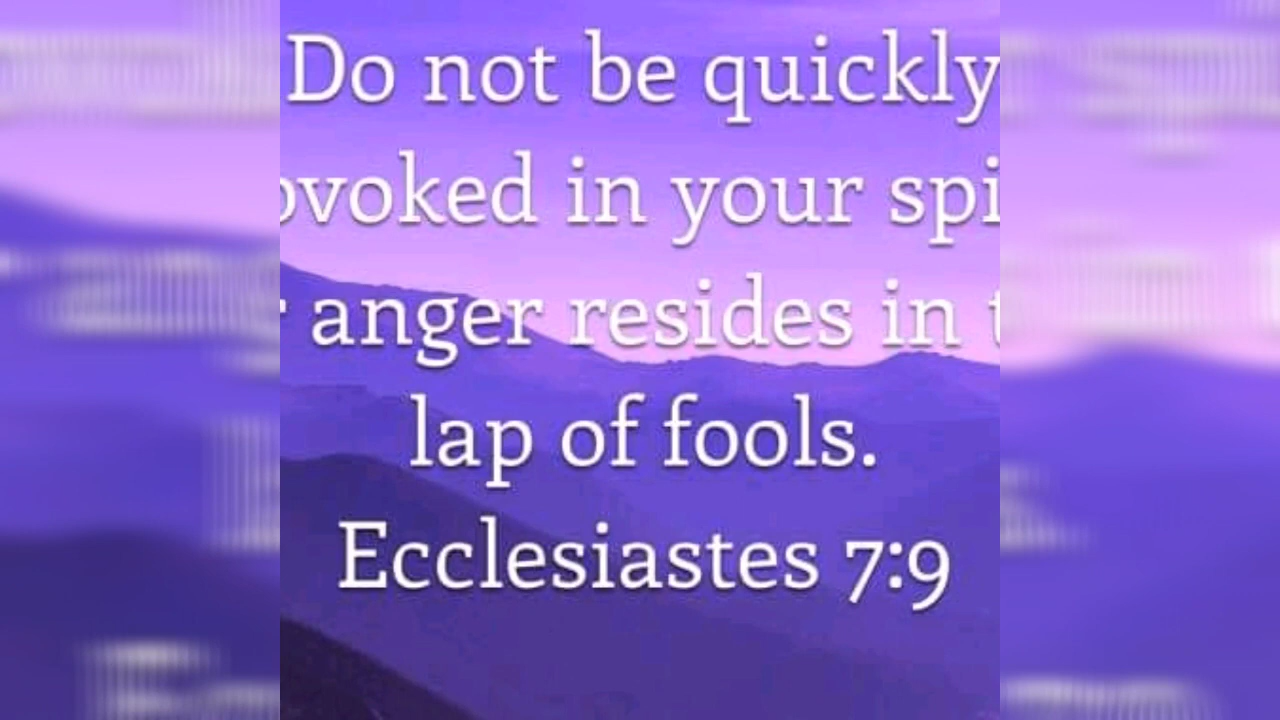 Do not be quickly
ovoked in your spi
r anger resides in t
lap of fools.
Ecclesiastes 7:9